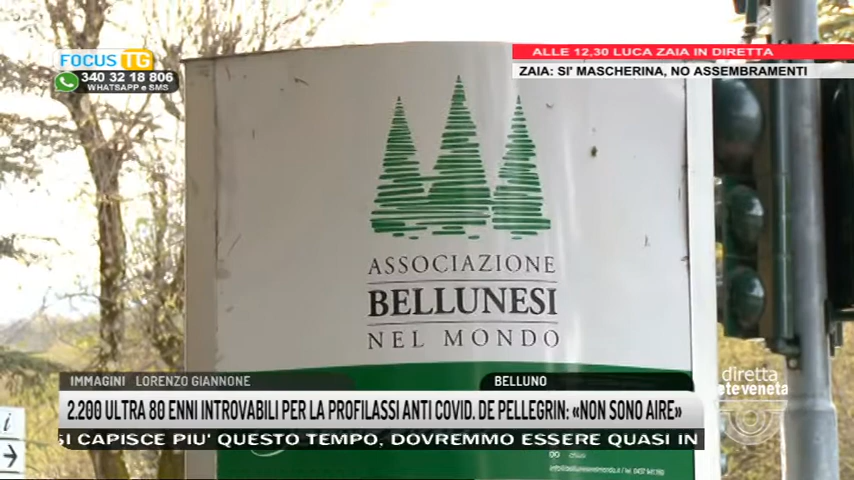 FOCUS TG
340 32 18 806
WHATSAPP e SMS
ALLE 12,30 LUCA ZAIA IN DIRETTA
ZAIA: SI' MASCHERINA, NO ASSEMBRAMENTI
ASSOCIAZIONE
BELLUNESI
NEL MONDO
IMMAGINI LORENZO GIANNONE
BELLUNO
2.200 ULTRA 80 ENNI INTROVABILI PER LA PROFILASSI ANTI COVID. DE PELLEGRIN: «NON SONO AIRE»
SI CAPISCE PIU' QUESTO TEMPO, DOVREMMO ESSERE QUASI IN
diretta
reteveneta
i